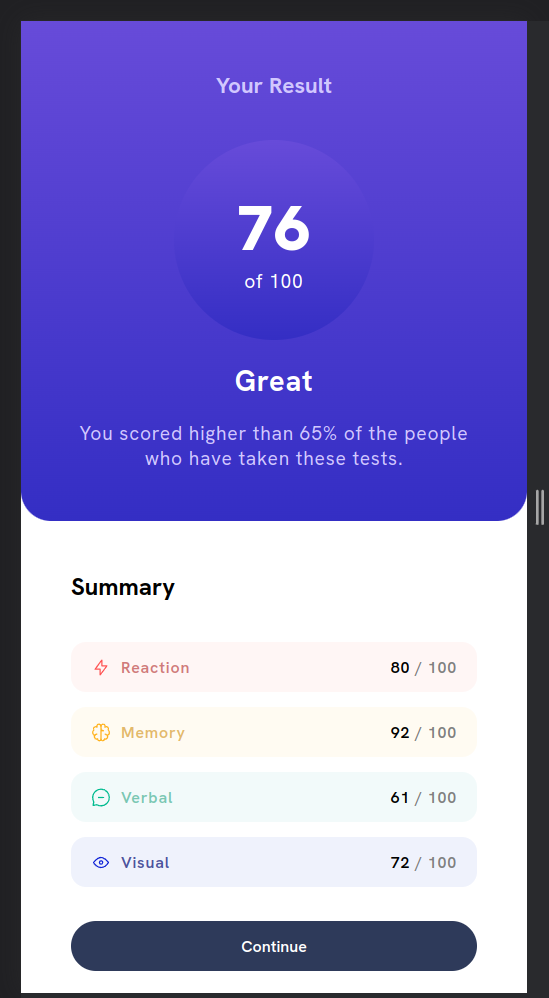 Your Result
76
of 100
Great
You scored higher than 65% of the people
who have taken these tests.
Summary
Reaction 80 / 100
Memory 92 / 100
Verbal 61 / 100
Visual 72 / 100
Continue